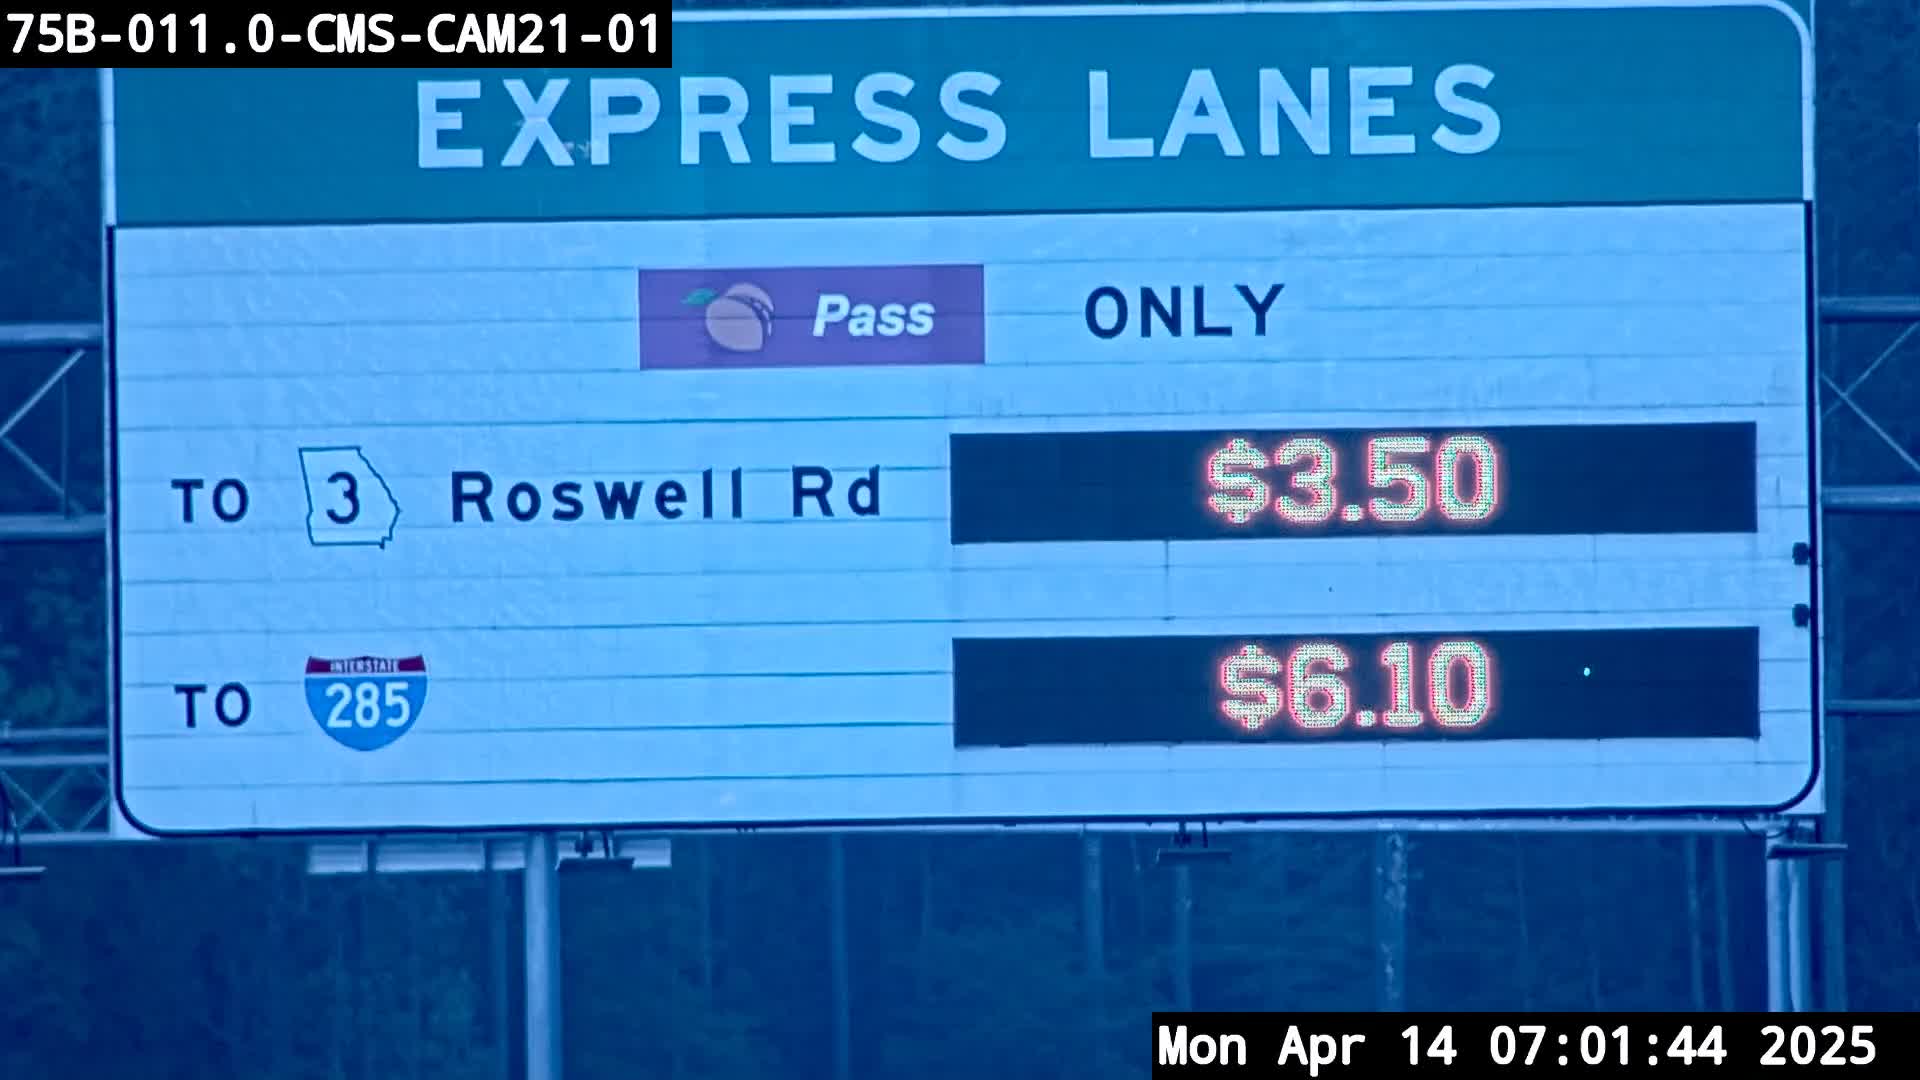 75B-011.0-CMS-CAM21-01
EXPRESS LANES
Pass ONLY
TO 3 Roswell Rd $3.50
TO INTERSTATE 285 $6.10
Mon Apr 14 07:01:44 2025